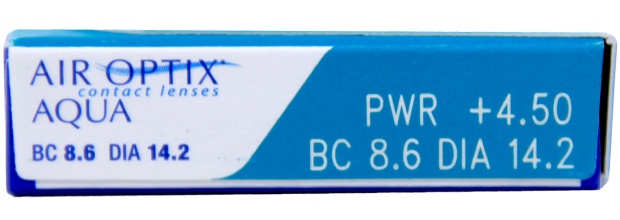 AIR OPTIX
contact lenses
AQUA
BC 8.6 DIA 14.2
PWR +4.50
BC 8.6 DIA 14.2